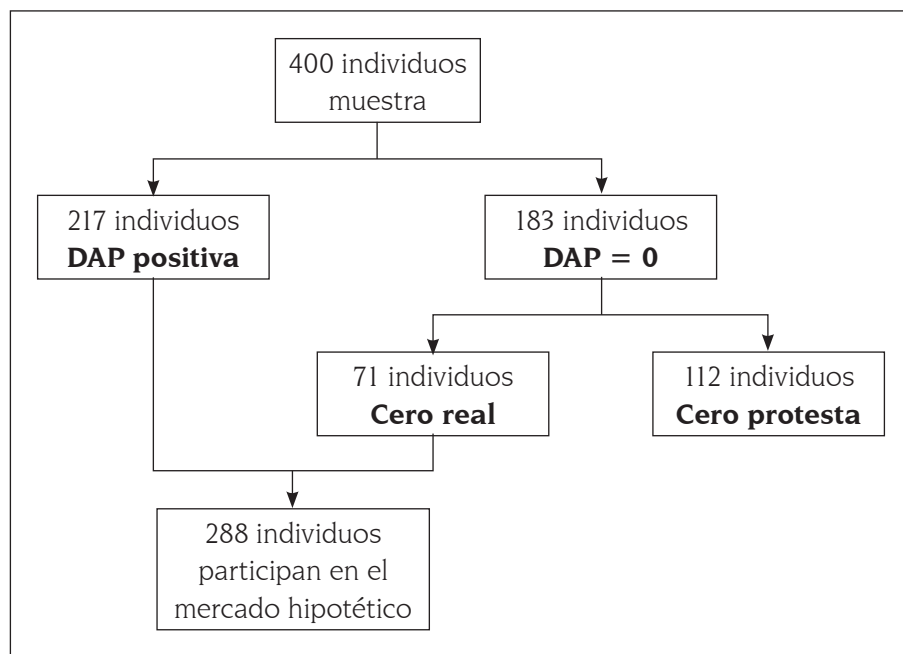 400 individuos
muestra
217 individuos
DAP positiva
183 individuos
DAP = 0
71 individuos
Cero real
112 individuos
Cero protesta
288 individuos
participan en el
mercado hipotético